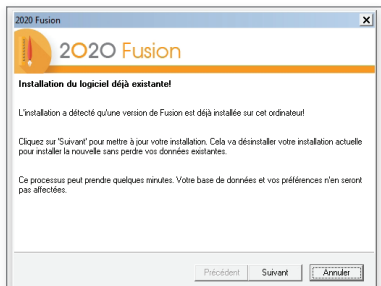 2020 Fusion
2020 Fusion
Installation du logiciel déjà existante!
L'installation a détecté qu'une version de Fusion est déjà installée sur cet ordinateur!
Cliquez sur 'Suivant' pour mettre à jour votre installation. Cela va désinstaller votre installation actuelle
pour installer la nouvelle sans perdre vos données existantes.
Ce processus peut prendre quelques minutes. Votre base de données et vos préférences n'en seront
pas affectées.
Précédent Suivant Annuler